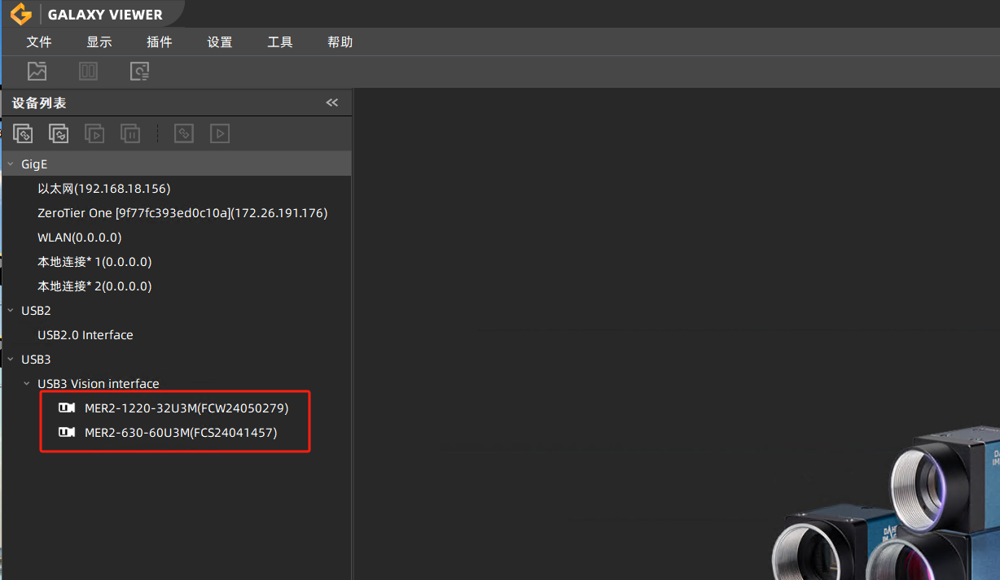 GALAXY VIEWER
文件 显示 插件 设置 工具 帮助
设备列表
GigE
以太网(192.168.18.156)
ZeroTier One [9f77fc393ed0c10a](172.26.191.176)
WLAN(0.0.0.0)
本地连接* 1(0.0.0.0)
本地连接* 2(0.0.0.0)
USB2
USB2.0 Interface
USB3
USB3 Vision interface
MER2-1220-32U3M(FCW24050279)
MER2-630-60U3M(FCS24041457)